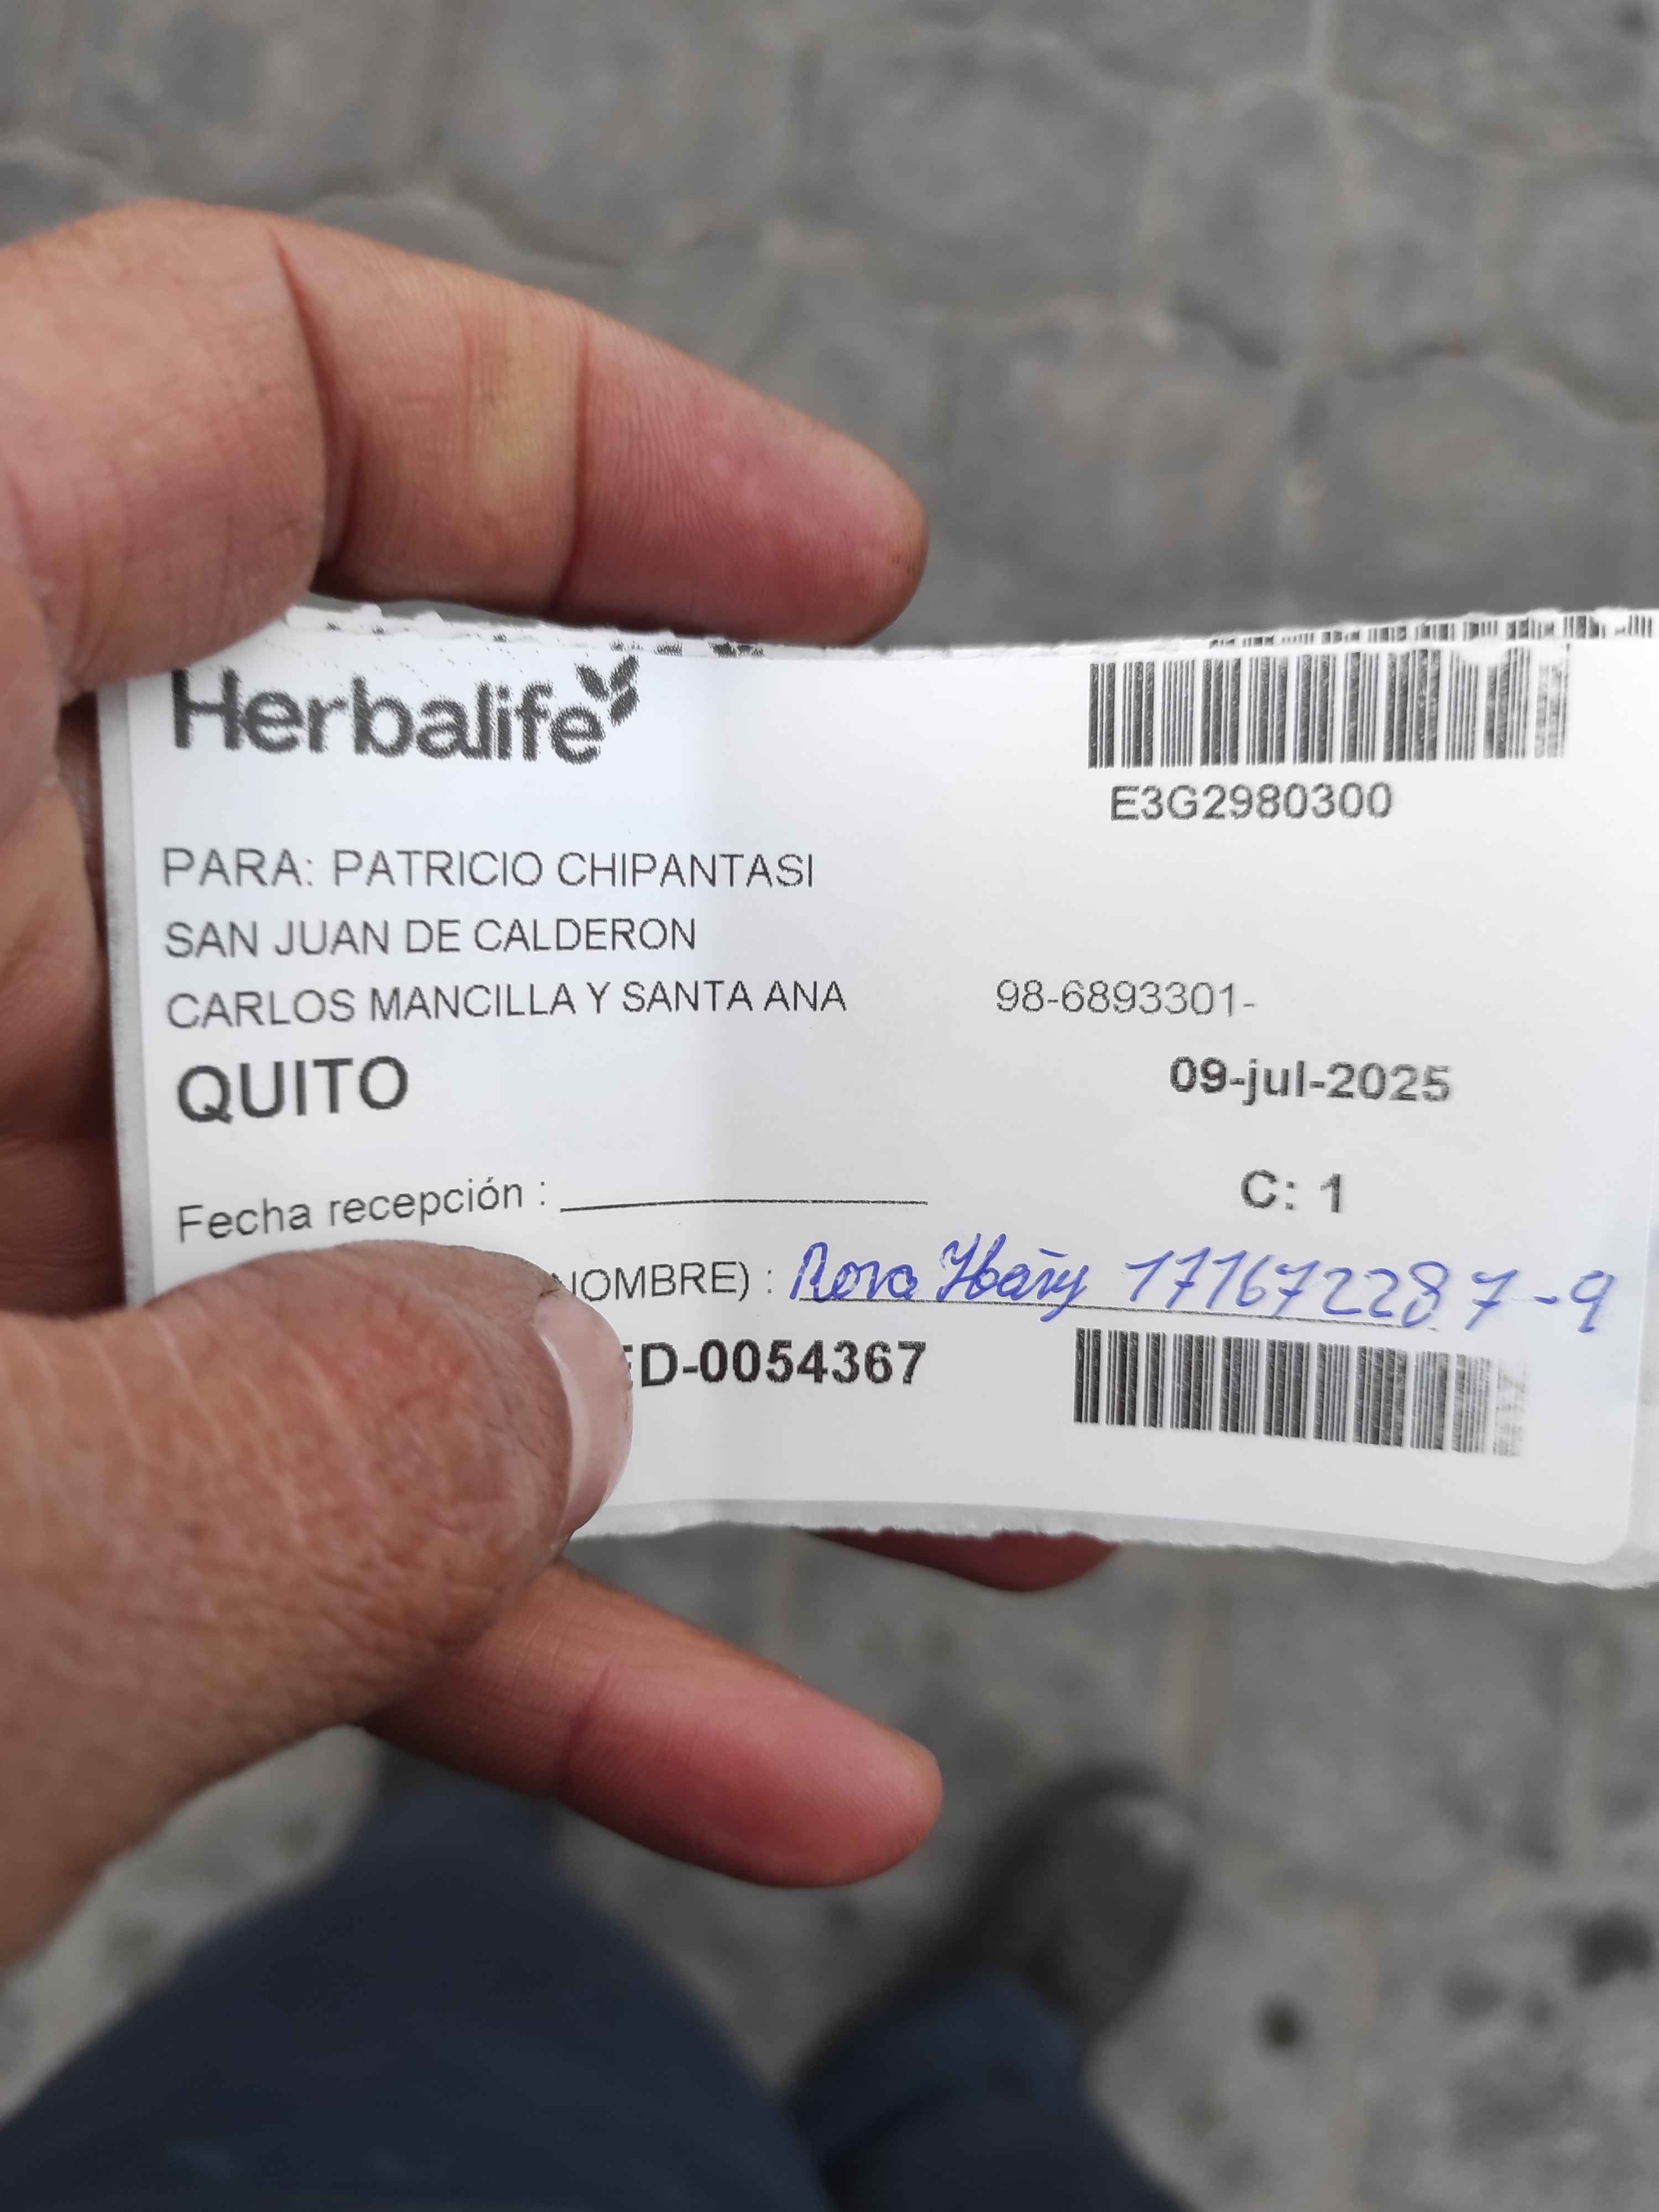 Herbalife
E3G2980300
PARA: PATRICIO CHIPANTASI
SAN JUAN DE CALDERON
CARLOS MANCILLA Y SANTA ANA 98-6893301-
QUITO
09-jul-2025
Fecha recepción :
C: 1
NOMBRE) : Rosa 171672287-9
ED-0054367